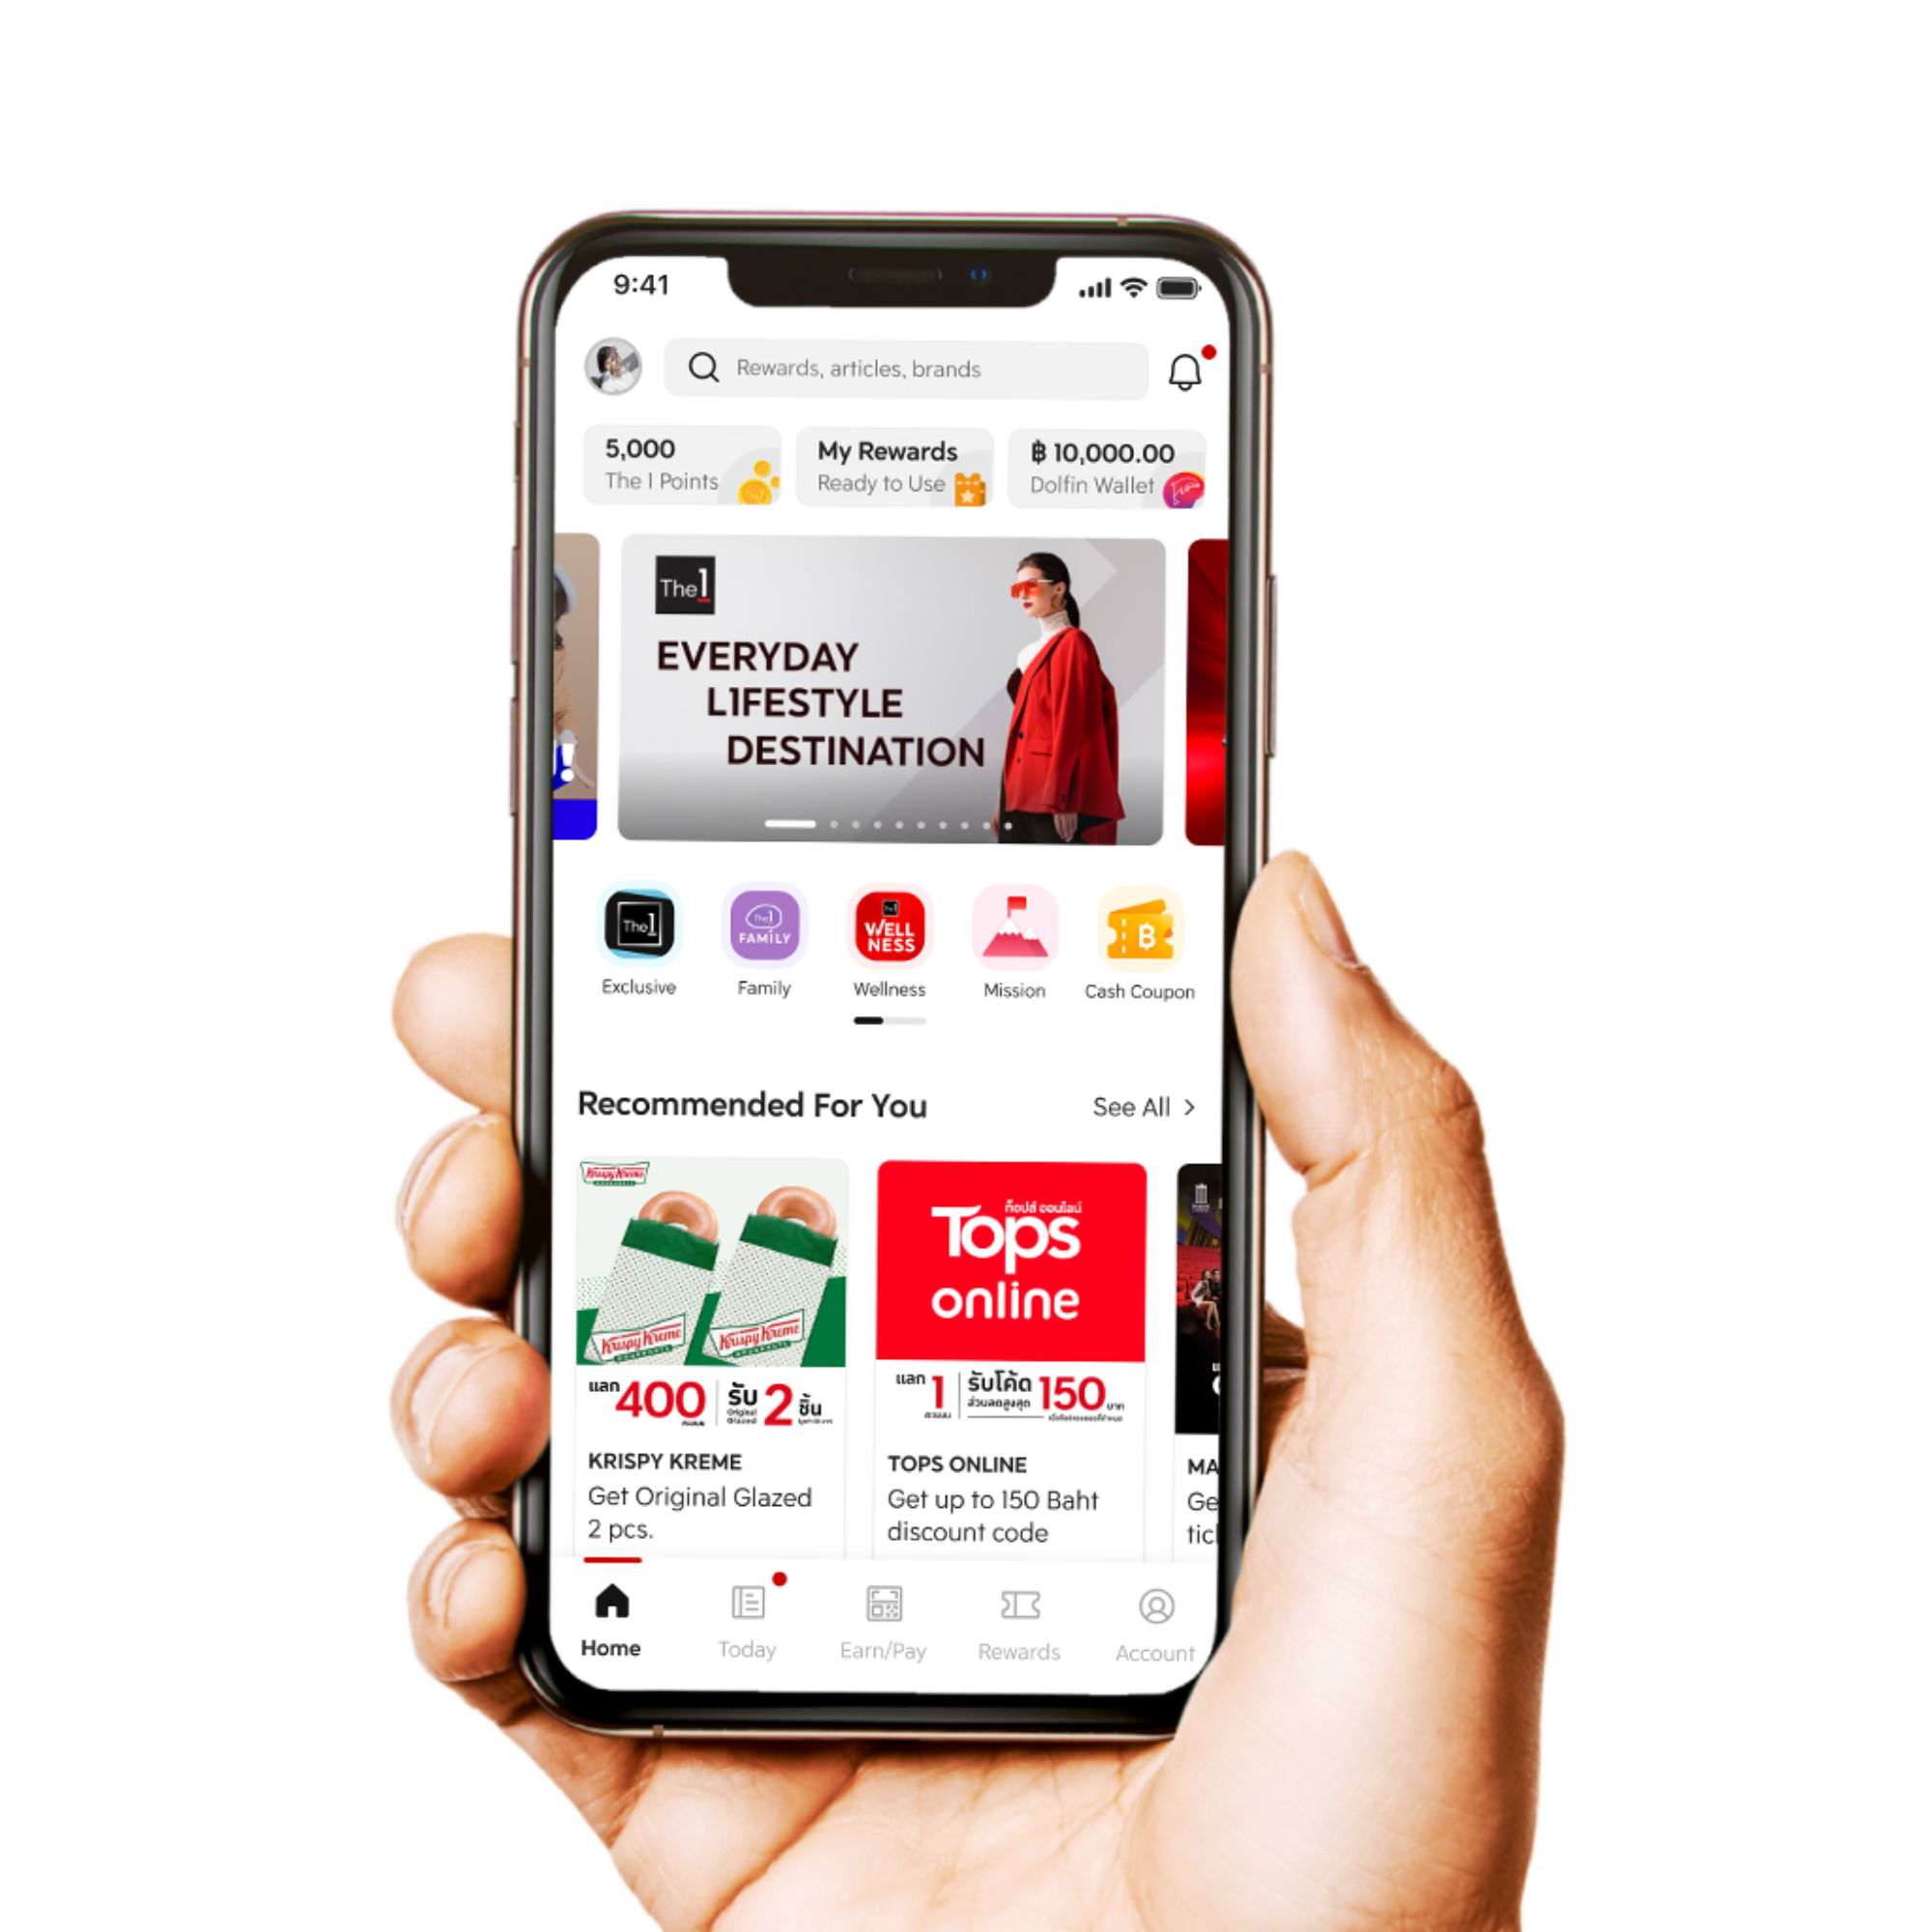 9:41
Rewards, articles, brands
5,000
The 1 Points
My Rewards
Ready to Use
฿ 10,000.00
Dolfin Wallet
The 1
EVERYDAY
L1FESTYLE
DESTINATION
!
The 1
The 1
FAMILY
The 1
WELL
NESS
B
Exclusive
Family
Wellness
Mission
Cash Coupon
Recommended For You
See All >
Krispy Kreme
DOUGHNUTS
Krispy Kreme
DOUGHNUTS
Krispy Kreme
DOUGHNUTS
ท็อปส์ ออนไลน์
Tops
online
แลก 400 คะแนน รับ Original Glazed 2 ชิ้น
แลก 1 คะแนน รับโค้ด ส่วนลดสูงสุด 150 บาท
KRISPY KREME
Get Original Glazed
2 pcs.
TOPS ONLINE
Get up to 150 Baht
discount code
MA
Ge
tic
Home
Today
Earn/Pay
Rewards
Account